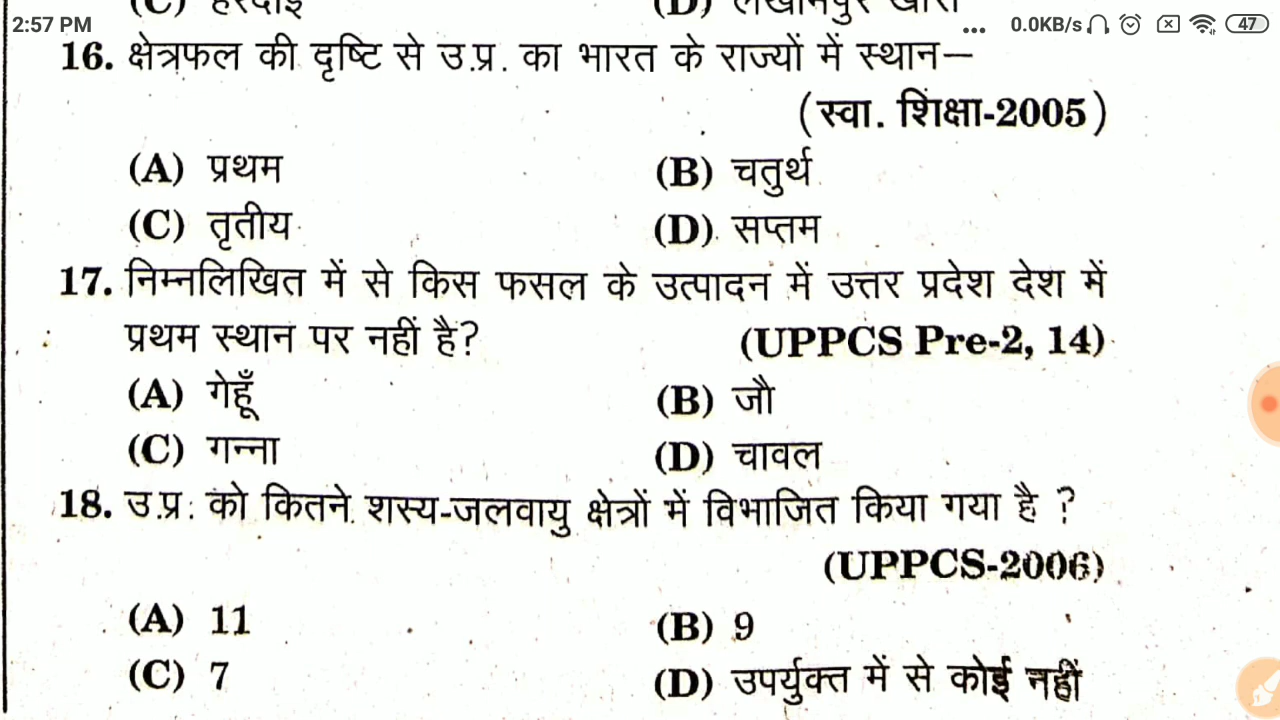 2:57 PM ... 0.0KB/s 47
16. क्षेत्रफल की दृष्टि से उ.प्र. का भारत के राज्यों में स्थान–
(स्वा. शिक्षा-2005)
(A) प्रथम (B) चतुर्थ
(C) तृतीय (D) सप्तम
17. निम्नलिखित में से किस फसल के उत्पादन में उत्तर प्रदेश देश में
प्रथम स्थान पर नहीं है? (UPPCS Pre-2, 14)
(A) गेहूँ (B) जौ
(C) गन्ना (D) चावल
18. उ.प्र. को कितने शस्य-जलवायु क्षेत्रों में विभाजित किया गया है ?
(UPPCS-2006)
(A) 11 (B) 9
(C) 7 (D) उपर्युक्त में से कोई नहीं